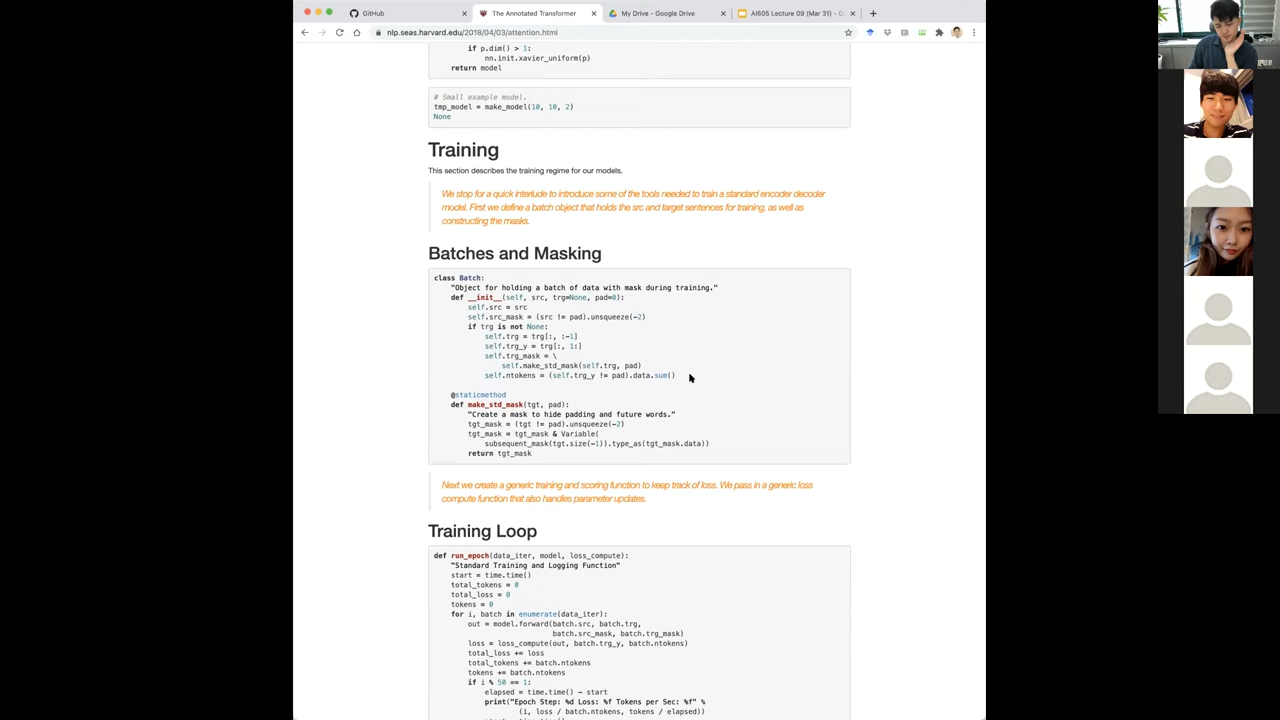 GitHub
The Annotated Transformer
My Drive - Google Drive
AI605 Lecture 09 (Mar 31) - G
nlp.seas.harvard.edu/2018/04/03/attention.html
if p.dim() > 1:
nn.init.xavier_uniform(p)
return model
# Small example model.
tmp_model = make_model(10, 10, 2)
None
Training
This section describes the training regime for our models.
We stop for a quick interlude to introduce some of the tools needed to train a standard encoder decoder
model. First we define a batch object that holds the src and target sentences for training, as well as
constructing the masks.
Batches and Masking
class Batch:
"Object for holding a batch of data with mask during training."
def __init__(self, src, trg=None, pad=0):
self.src = src
self.src_mask = (src != pad).unsqueeze(-2)
if trg is not None:
self.trg = trg[:, :-1]
self.trg_y = trg[:, 1:]
self.trg_mask = \
self.make_std_mask(self.trg, pad)
self.ntokens = (self.trg_y != pad).data.sum()
@staticmethod
def make_std_mask(tgt, pad):
"Create a mask to hide padding and future words."
tgt_mask = (tgt != pad).unsqueeze(-2)
tgt_mask = tgt_mask & Variable(
subsequent_mask(tgt.size(-1)).type_as(tgt_mask.data))
return tgt_mask
Next we create a generic training and scoring function to keep track of loss. We pass in a generic loss
compute function that also handles parameter updates.
Training Loop
def run_epoch(data_iter, model, loss_compute):
"Standard Training and Logging Function"
start = time.time()
total_tokens = 0
total_loss = 0
tokens = 0
for i, batch in enumerate(data_iter):
out = model.forward(batch.src, batch.trg,
batch.src_mask, batch.trg_mask)
loss = loss_compute(out, batch.trg_y, batch.ntokens)
total_loss += loss
total_tokens += batch.ntokens
tokens += batch.ntokens
if i % 50 == 1:
elapsed = time.time() - start
print("Epoch Step: %d Loss: %f Tokens per Sec: %f" %
(i, loss / batch.ntokens, tokens / elapsed))